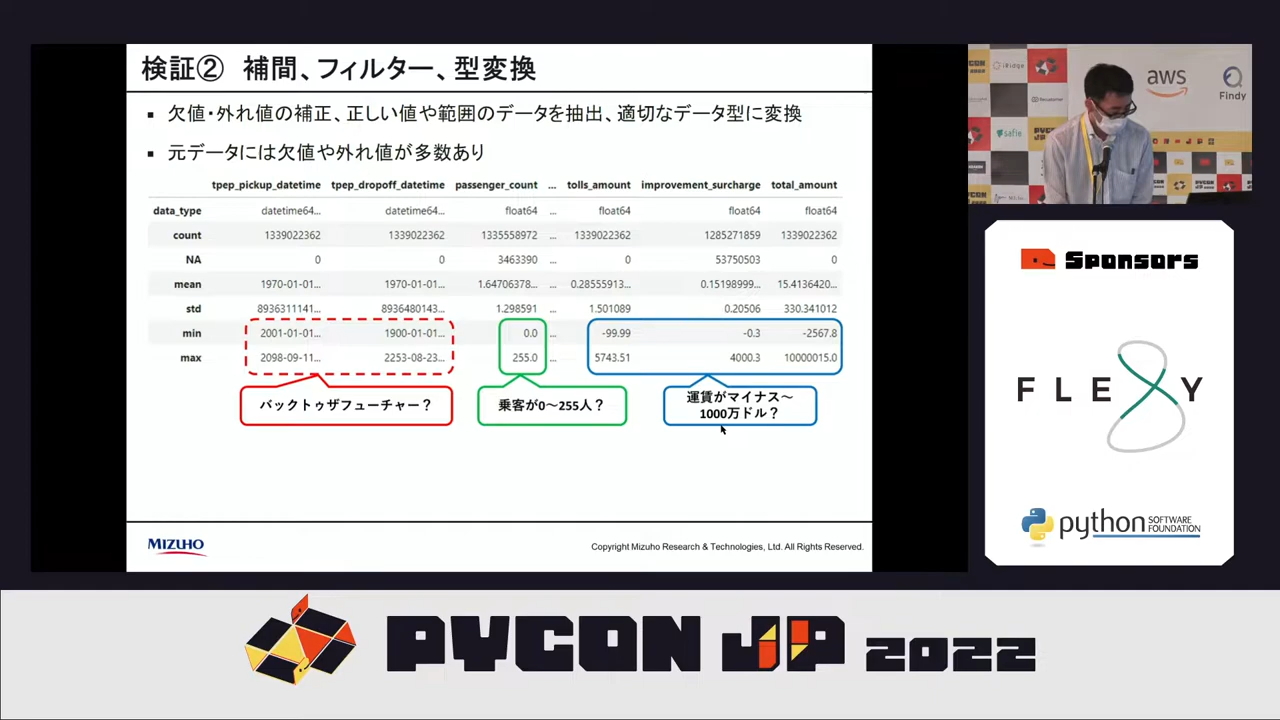 検証② 補間、フィルター、型変換
▪ 欠値・外れ値の補正、正しい値や範囲のデータを抽出、適切なデータ型に変換
▪ 元データには欠値や外れ値が多数あり
tpep_pickup_datetime tpep_dropoff_datetime passenger_count ... tolls_amount improvement_surcharge total_amount
data_type datetime64... datetime64... float64 ... float64 float64 float64
count 1339022362 1339022362 1335558972 ... 1339022362 1285271859 1339022362
NA 0 0 3463390 ... 0 53750503 0
mean 1970-01-01... 1970-01-01... 1.64706378... ... 0.28555913... 0.15198999... 15.4136420...
std 8936311141... 8936480143... 1.298591 ... 1.501089 0.20506 330.341012
min 2001-01-01... 1900-01-01... 0.0 ... -99.99 -0.3 -2567.8
max 2098-09-11... 2253-08-23... 255.0 ... 5743.51 4000.3 10000015.0
バックトゥザフューチャー？
乗客が0～255人？
運賃がマイナス～
1000万ドル？
MIZUHO
Copyright Mizuho Research & Technologies, Ltd. All Rights Reserved.
iRidge
aws
Findy
safie
Sponsors
FLEXY
python SOFTWARE
FOUNDATION
PYCON JP 2022